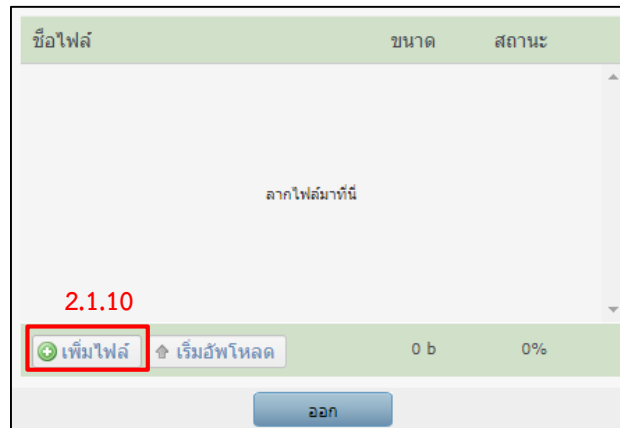 ชื่อไฟล์ ขนาด สถานะ
ลากไฟล์มาที่นี่
2.1.10
เพิ่มไฟล์ เริ่มอัพโหลด 0 b 0%
ออก